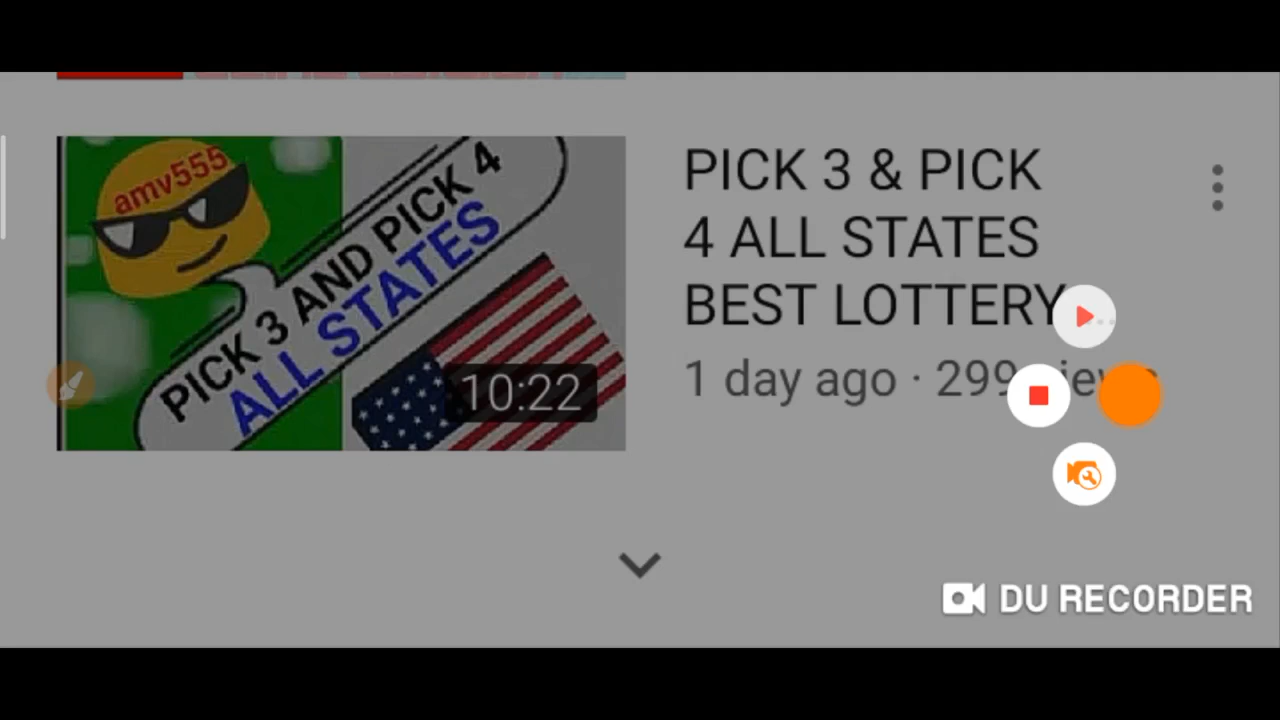 amv555
PICK 3 AND PICK 4
ALL STATES
10:22
PICK 3 & PICK
4 ALL STATES
BEST LOTTERY...
1 day ago · 299 views
DU RECORDER